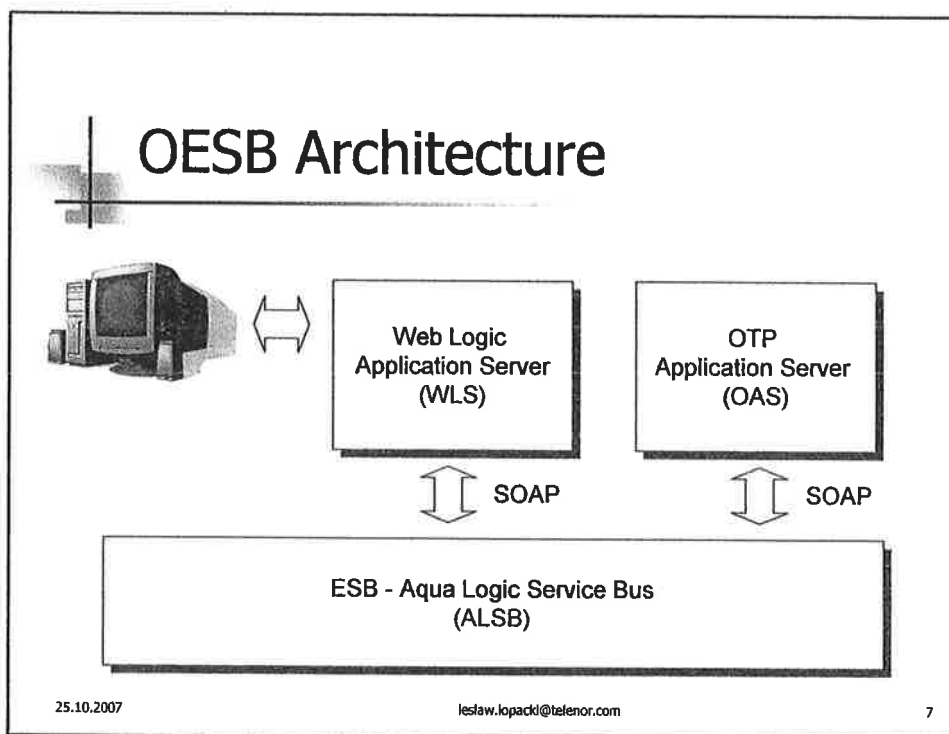 OESB Architecture
Web Logic
Application Server
(WLS)
OTP
Application Server
(OAS)
SOAP
SOAP
ESB - Aqua Logic Service Bus
(ALSB)
25.10.2007
leslaw.lopacki@telenor.com
7